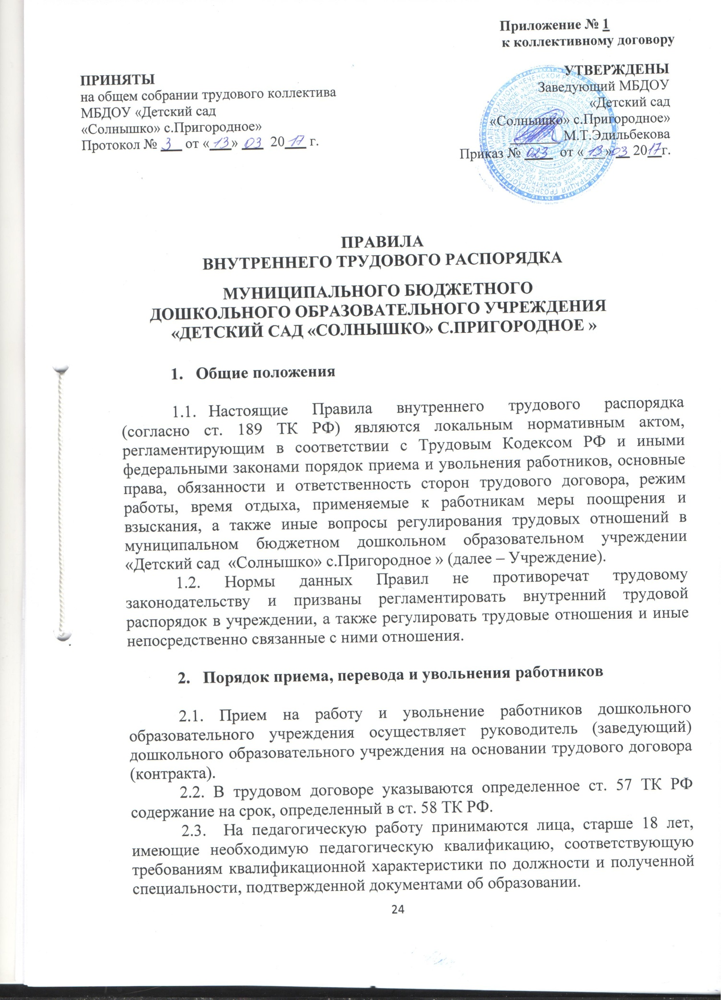 Приложение № 1
к коллективному договору
ПРИНЯТЫ
на общем собрании трудового коллектива
МБДОУ «Детский сад
«Солнышко» с.Пригородное»
Протокол № 3 от «13» 03 2017 г.
УТВЕРЖДЕНЫ
Заведующий МБДОУ
«Детский сад
«Солнышко» с.Пригородное»
________ М.Т.Эдильбекова
Приказ № 023 от «13» 03 2017г.
ПРАВИЛА
ВНУТРЕННЕГО ТРУДОВОГО РАСПОРЯДКА
МУНИЦИПАЛЬНОГО БЮДЖЕТНОГО
ДОШКОЛЬНОГО ОБРАЗОВАТЕЛЬНОГО УЧРЕЖДЕНИЯ
«ДЕТСКИЙ САД «СОЛНЫШКО» С.ПРИГОРОДНОЕ »
1. Общие положения
1.1. Настоящие Правила внутреннего трудового распорядка
(согласно ст. 189 ТК РФ) являются локальным нормативным актом,
регламентирующим в соответствии с Трудовым Кодексом РФ и иными
федеральными законами порядок приема и увольнения работников, основные
права, обязанности и ответственность сторон трудового договора, режим
работы, время отдыха, применяемые к работникам меры поощрения и
взыскания, а также иные вопросы регулирования трудовых отношений в
муниципальном бюджетном дошкольном образовательном учреждении
«Детский сад «Солнышко» с.Пригородное » (далее – Учреждение).
1.2. Нормы данных Правил не противоречат трудовому
законодательству и призваны регламентировать внутренний трудовой
распорядок в учреждении, а также регулировать трудовые отношения и иные
непосредственно связанные с ними отношения.
2. Порядок приема, перевода и увольнения работников
2.1. Прием на работу и увольнение работников дошкольного
образовательного учреждения осуществляет руководитель (заведующий)
дошкольного образовательного учреждения на основании трудового договора
(контракта).
2.2. В трудовом договоре указываются определенное ст. 57 ТК РФ
содержание на срок, определенный в ст. 58 ТК РФ.
2.3. На педагогическую работу принимаются лица, старше 18 лет,
имеющие необходимую педагогическую квалификацию, соответствующую
требованиям квалификационной характеристики по должности и полученной
специальности, подтвержденной документами об образовании.
24